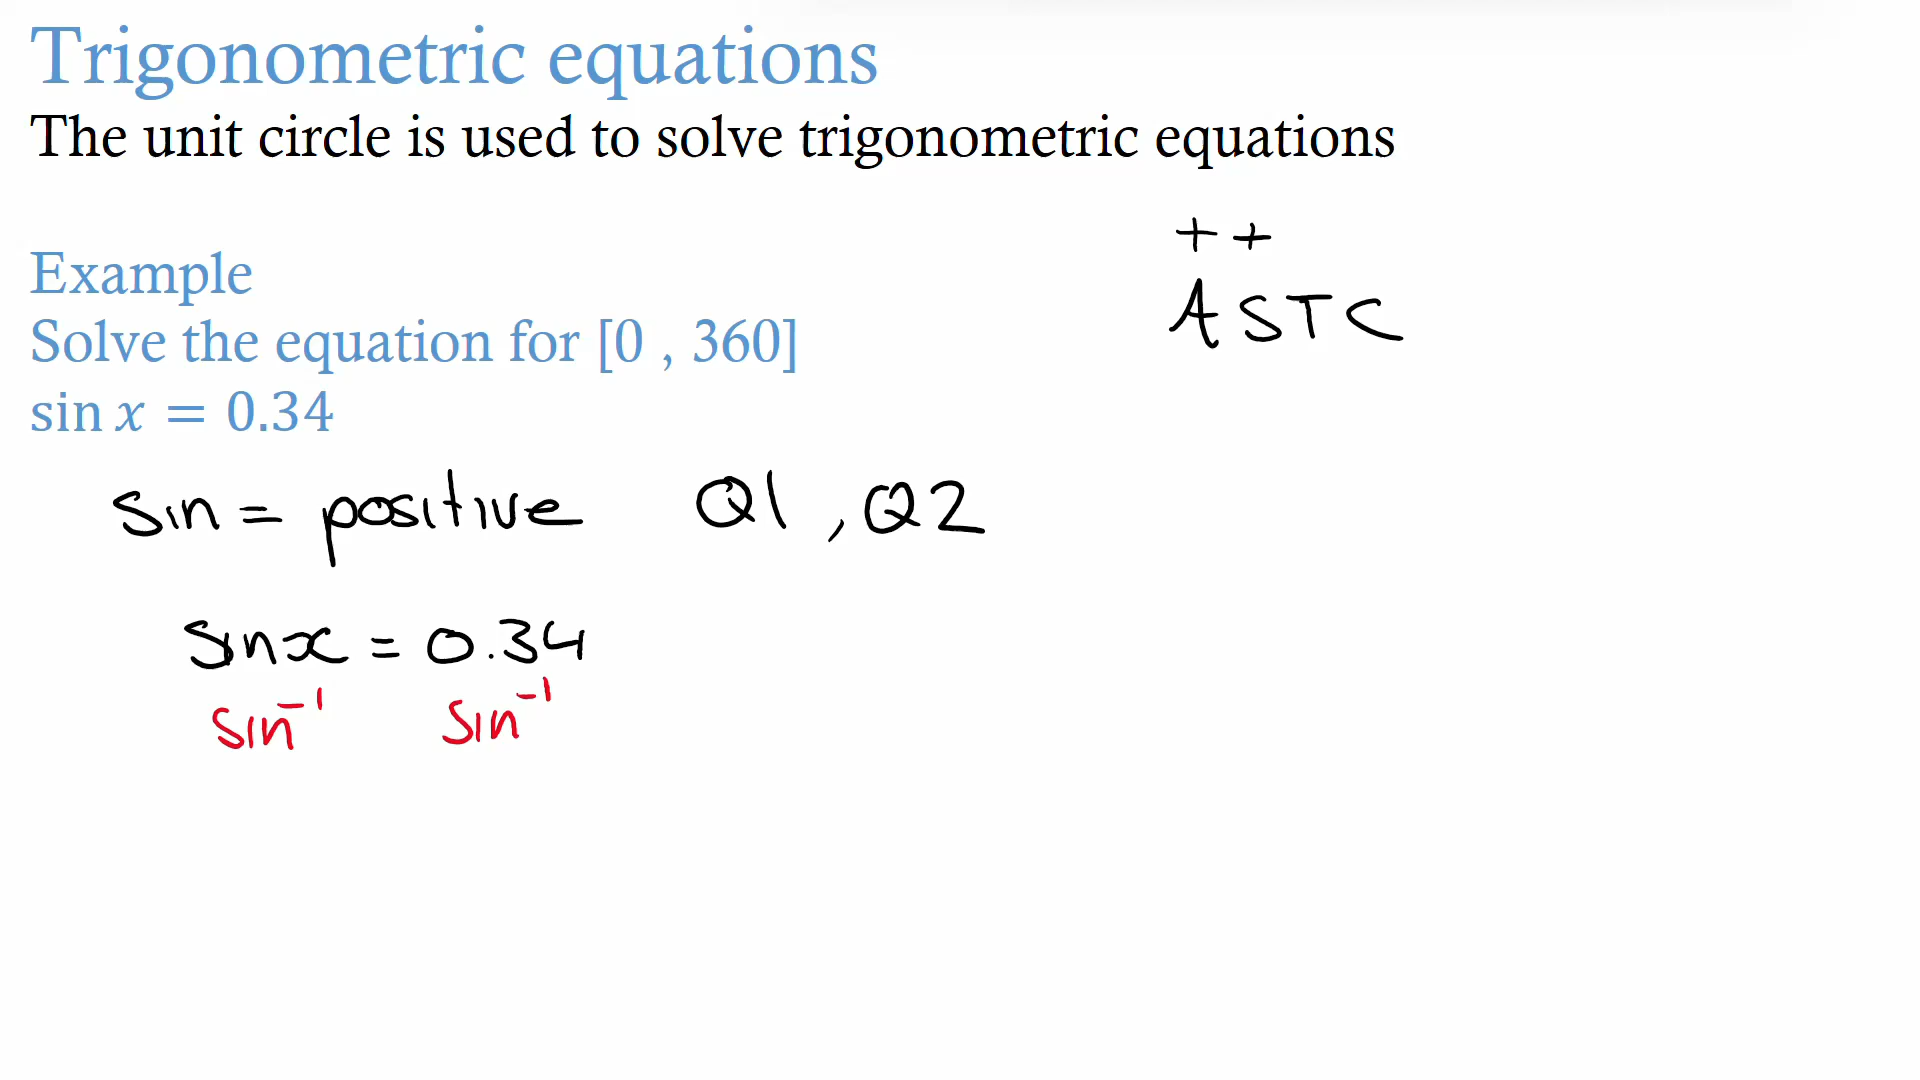 Trigonometric equations
The unit circle is used to solve trigonometric equations
+ +
A S T C
Example
Solve the equation for [0 , 360]
sin x = 0.34
sin = positive Q1 , Q2
sin x = 0.34
sin⁻¹ sin⁻¹